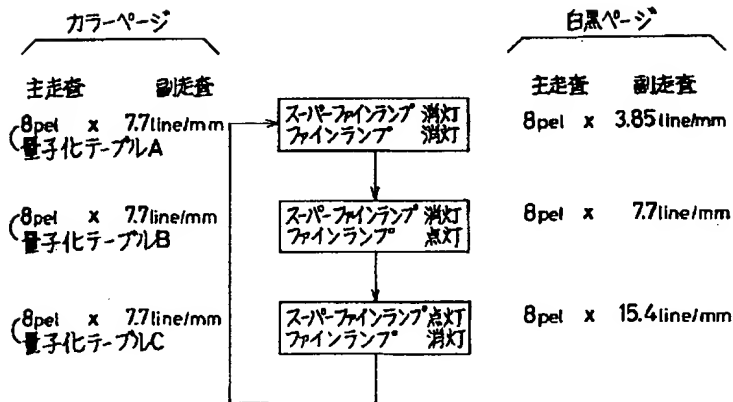 カラーページ
白黒ページ
主走査 副走査
主走査 副走査
8pel x 7.7line/mm
量子化テーブルA
スーパーファインランプ 消灯
ファインランプ 消灯
8pel x 3.85line/mm
8pel x 7.7line/mm
量子化テーブルB
スーパーファインランプ 消灯
ファインランプ 点灯
8pel x 7.7line/mm
8pel x 7.7line/mm
量子化テーブルC
スーパーファインランプ 点灯
ファインランプ 消灯
8pel x 15.4line/mm